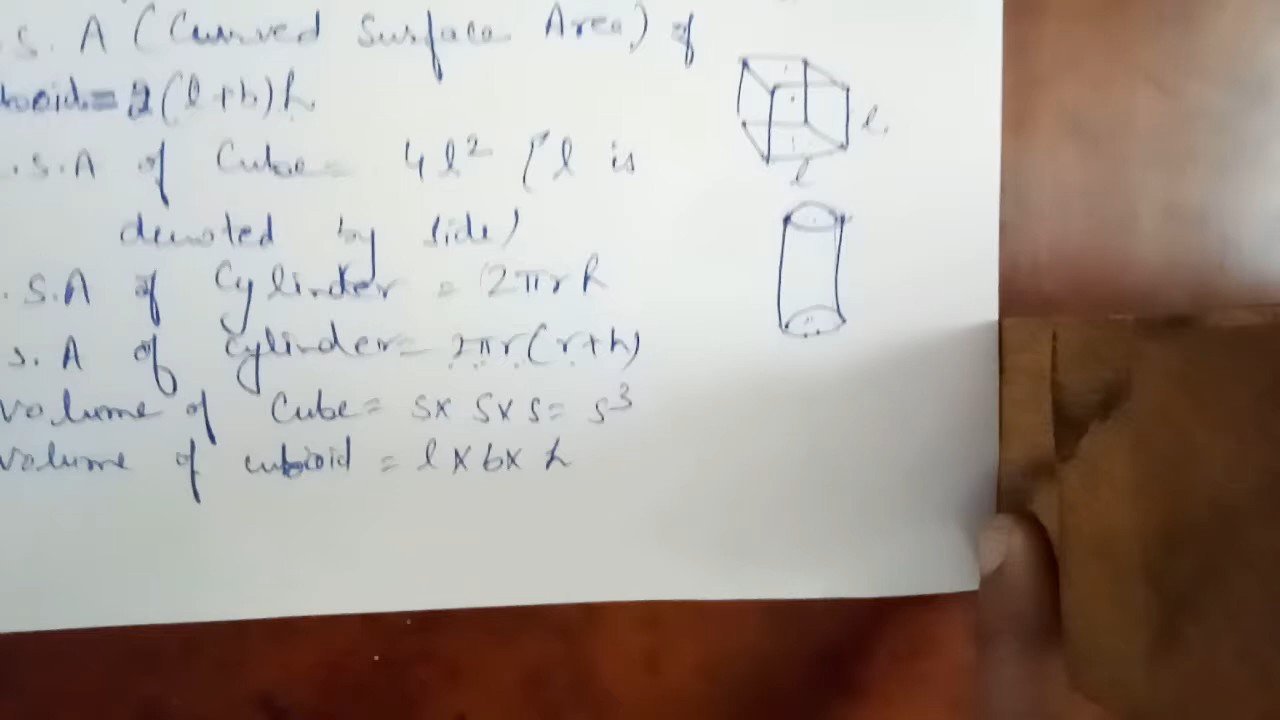 .S. A (Curved Surface Area) of
boid= 2(l+b)h
.S.A of Cube = 4l² (l is
denoted by side)
.S.A of Cylinder = 2πrh
s. A of Cylinder= 2πr(r+h)
volume of Cube= s× s× s= s³
volume of cuboid = l×b×h
l
l